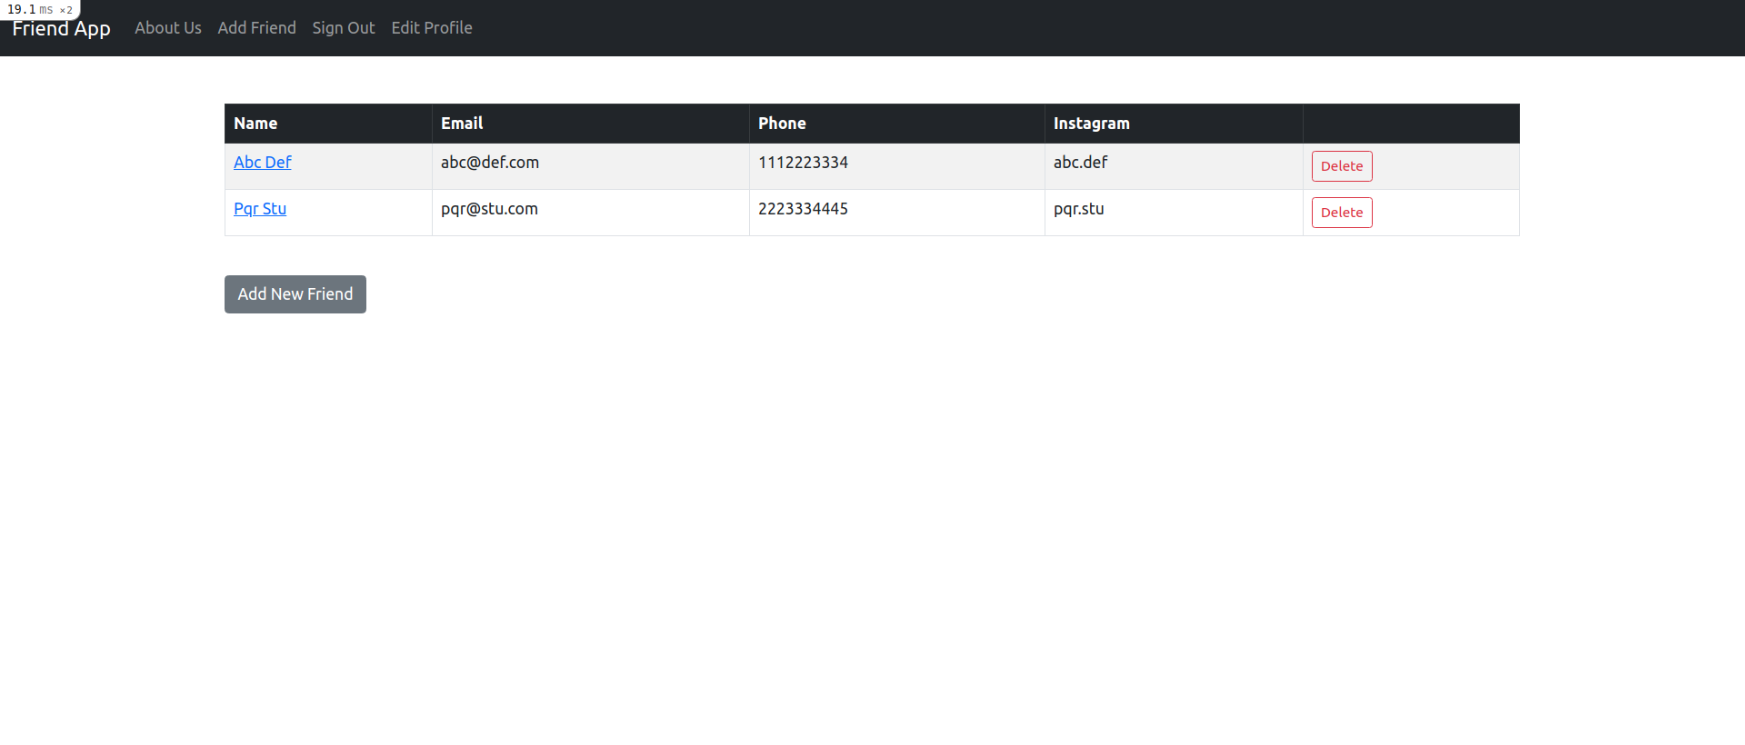 19.1 ms ×2
Friend App About Us Add Friend Sign Out Edit Profile
Name Email Phone Instagram
Abc Def abc@def.com 1112223334 abc.def Delete
Pqr Stu pqr@stu.com 2223334445 pqr.stu Delete
Add New Friend